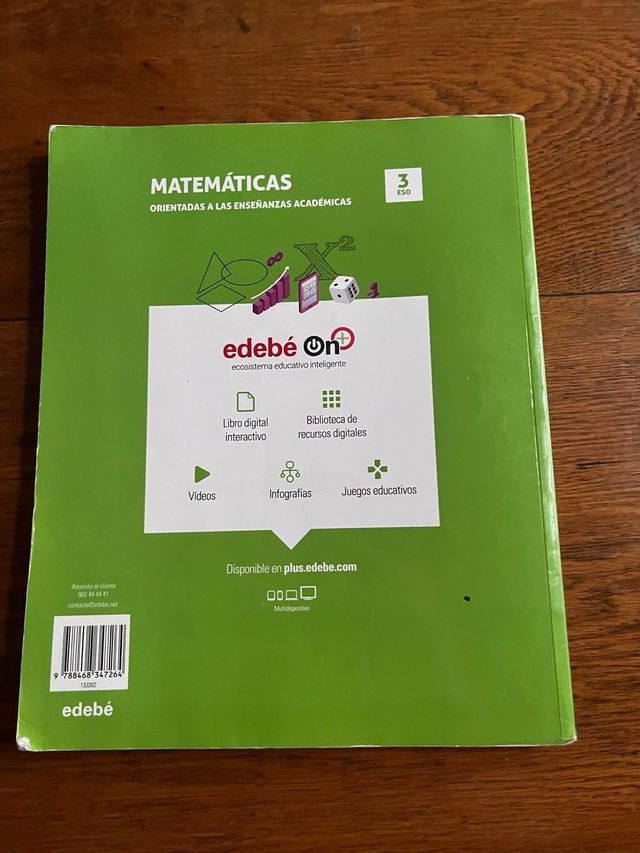 MATEMÁTICAS
ORIENTADAS A LAS ENSEÑANZAS ACADÉMICAS
3
ESO
X²
edebé On+
ecosistema educativo inteligente
Libro digital
interactivo
Biblioteca de
recursos digitales
Vídeos
Infografías
Juegos educativos
Disponible en plus.edebe.com
Multidispositivo
Atención al cliente
902 44 44 41
contacta@edebe.net
9 788468 347264
133302
edebé